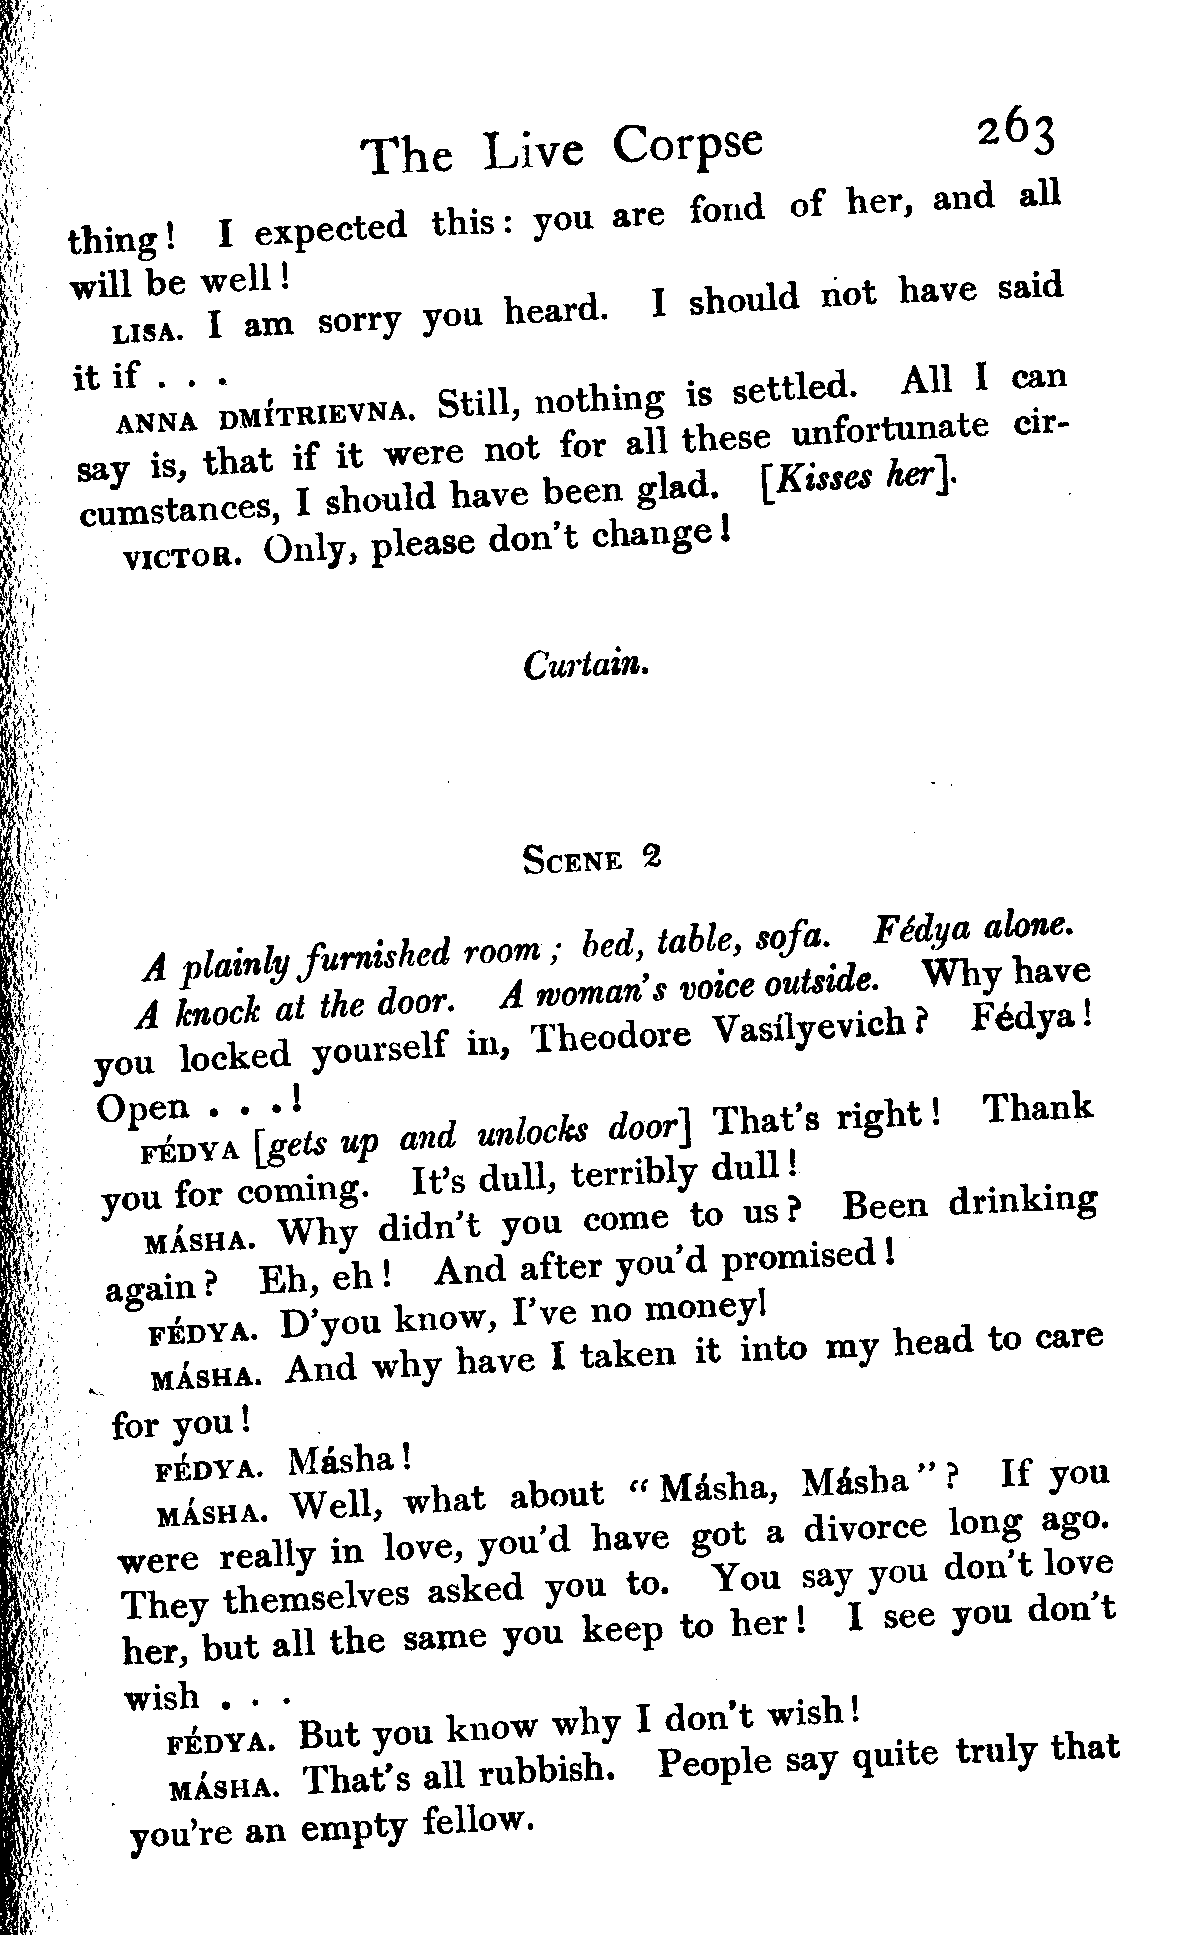 The Live Corpse 263
thing! I expected this: you are fond of her, and all
will be well!
LISA. I am sorry you heard. I should not have said
it if . . .
ANNA DMÍTRIEVNA. Still, nothing is settled. All I can
say is, that if it were not for all these unfortunate cir-
cumstances, I should have been glad. [Kisses her].
VICTOR. Only, please don't change!
Curtain.
SCENE 2
A plainly furnished room; bed, table, sofa. Fédya alone.
A knock at the door. A woman's voice outside. Why have
you locked yourself in, Theodore Vasílyevich? Fédya!
Open . . .!
FÉDYA [gets up and unlocks door] That's right! Thank
you for coming. It's dull, terribly dull!
MÁSHA. Why didn't you come to us? Been drinking
again? Eh, eh! And after you'd promised!
FÉDYA. D'you know, I've no money!
MÁSHA. And why have I taken it into my head to care
for you!
FÉDYA. Másha!
MÁSHA. Well, what about "Másha, Másha"? If you
were really in love, you'd have got a divorce long ago.
They themselves asked you to. You say you don't love
her, but all the same you keep to her! I see you don't
wish . . .
FÉDYA. But you know why I don't wish!
MÁSHA. That's all rubbish. People say quite truly that
you're an empty fellow.